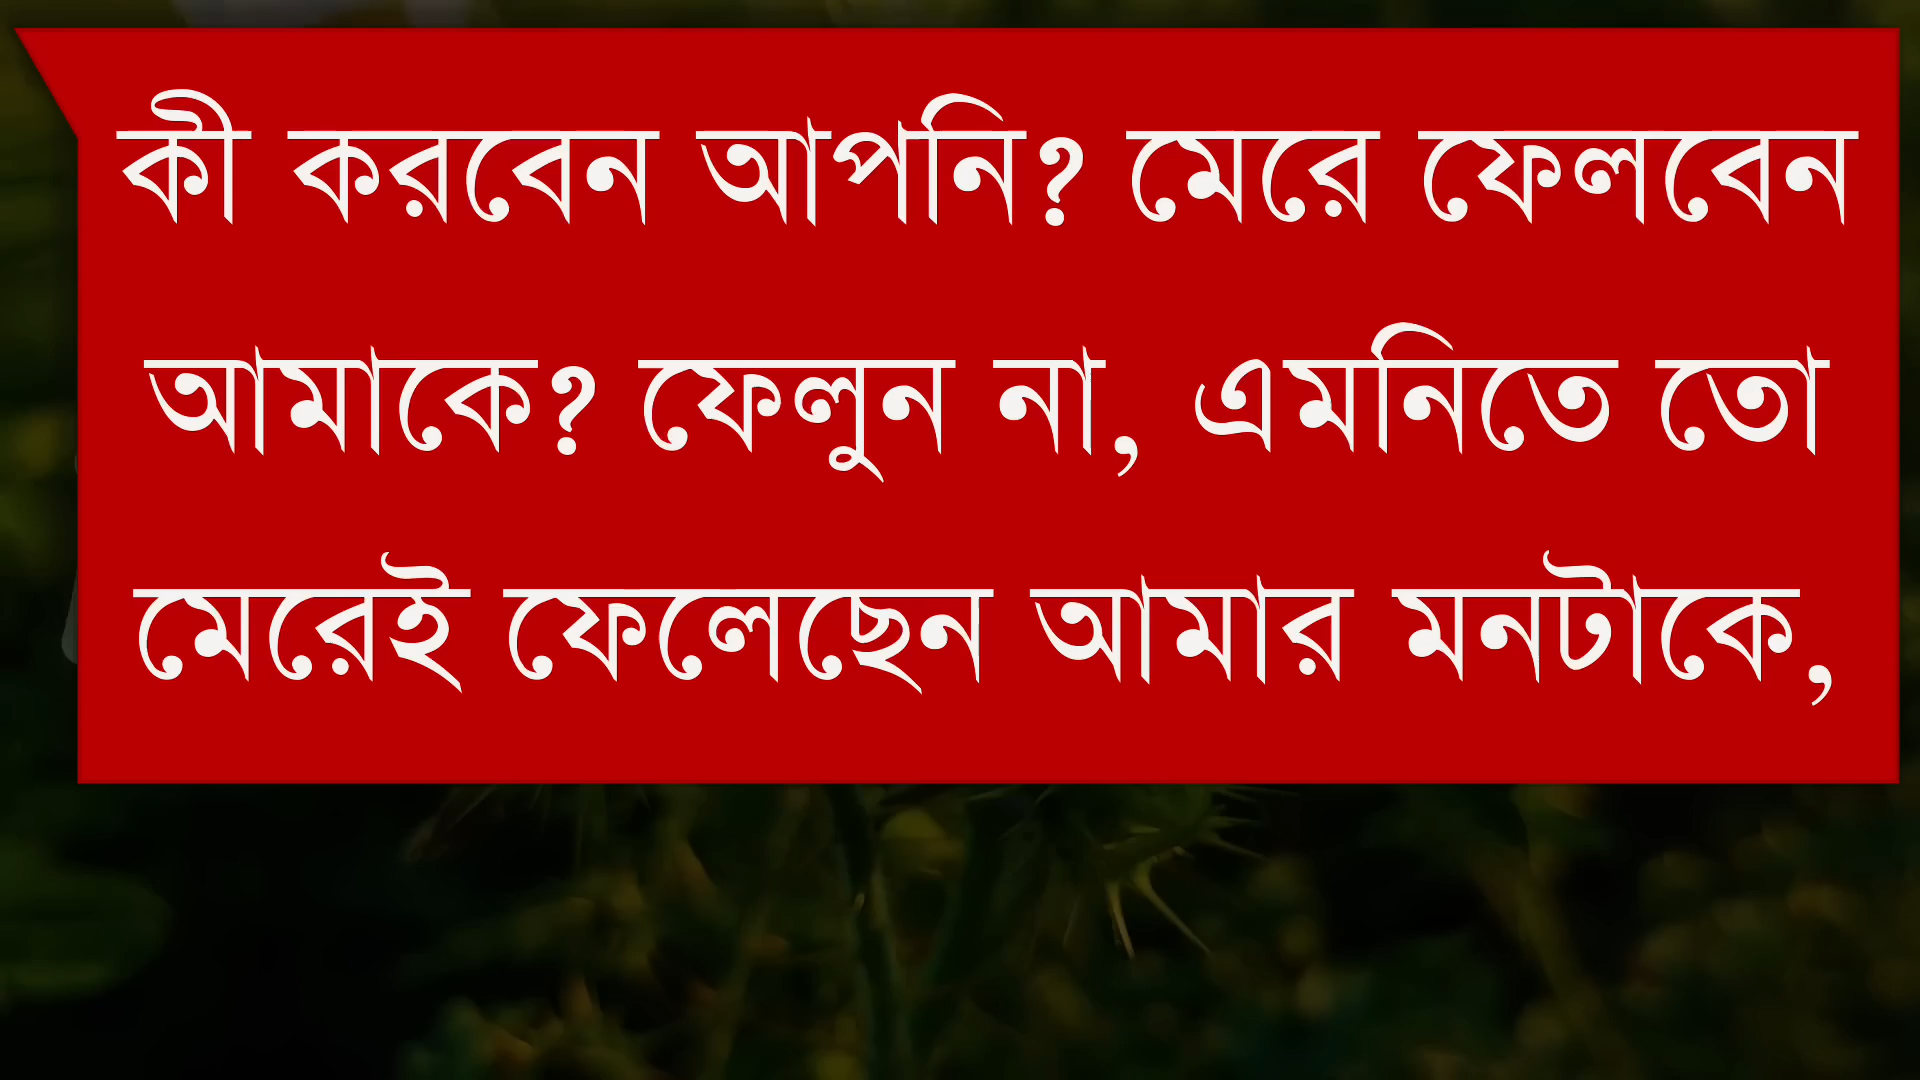 কী করবেন আপনি? মেরে ফেলবেন
আমাকে? ফেলুন না, এমনিতে তো
মেরেই ফেলেছেন আমার মনটাকে,